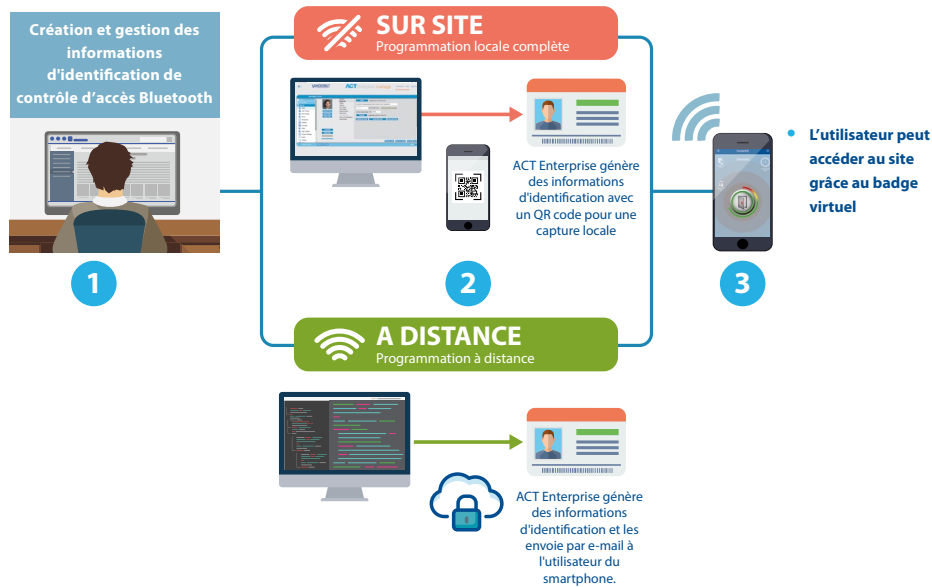 Création et gestion des
informations
d'identification de
contrôle d'accès Bluetooth
1
SUR SITE
Programmation locale complète
ACT Enterprise génère
des informations
d'identification avec
un QR code pour une
capture locale
2
A DISTANCE
Programmation à distance
ACT Enterprise génère
des informations
d'identification et les
envoie par e-mail à
l'utilisateur du
smartphone.
3
• L'utilisateur peut
accéder au site
grâce au badge
virtuel